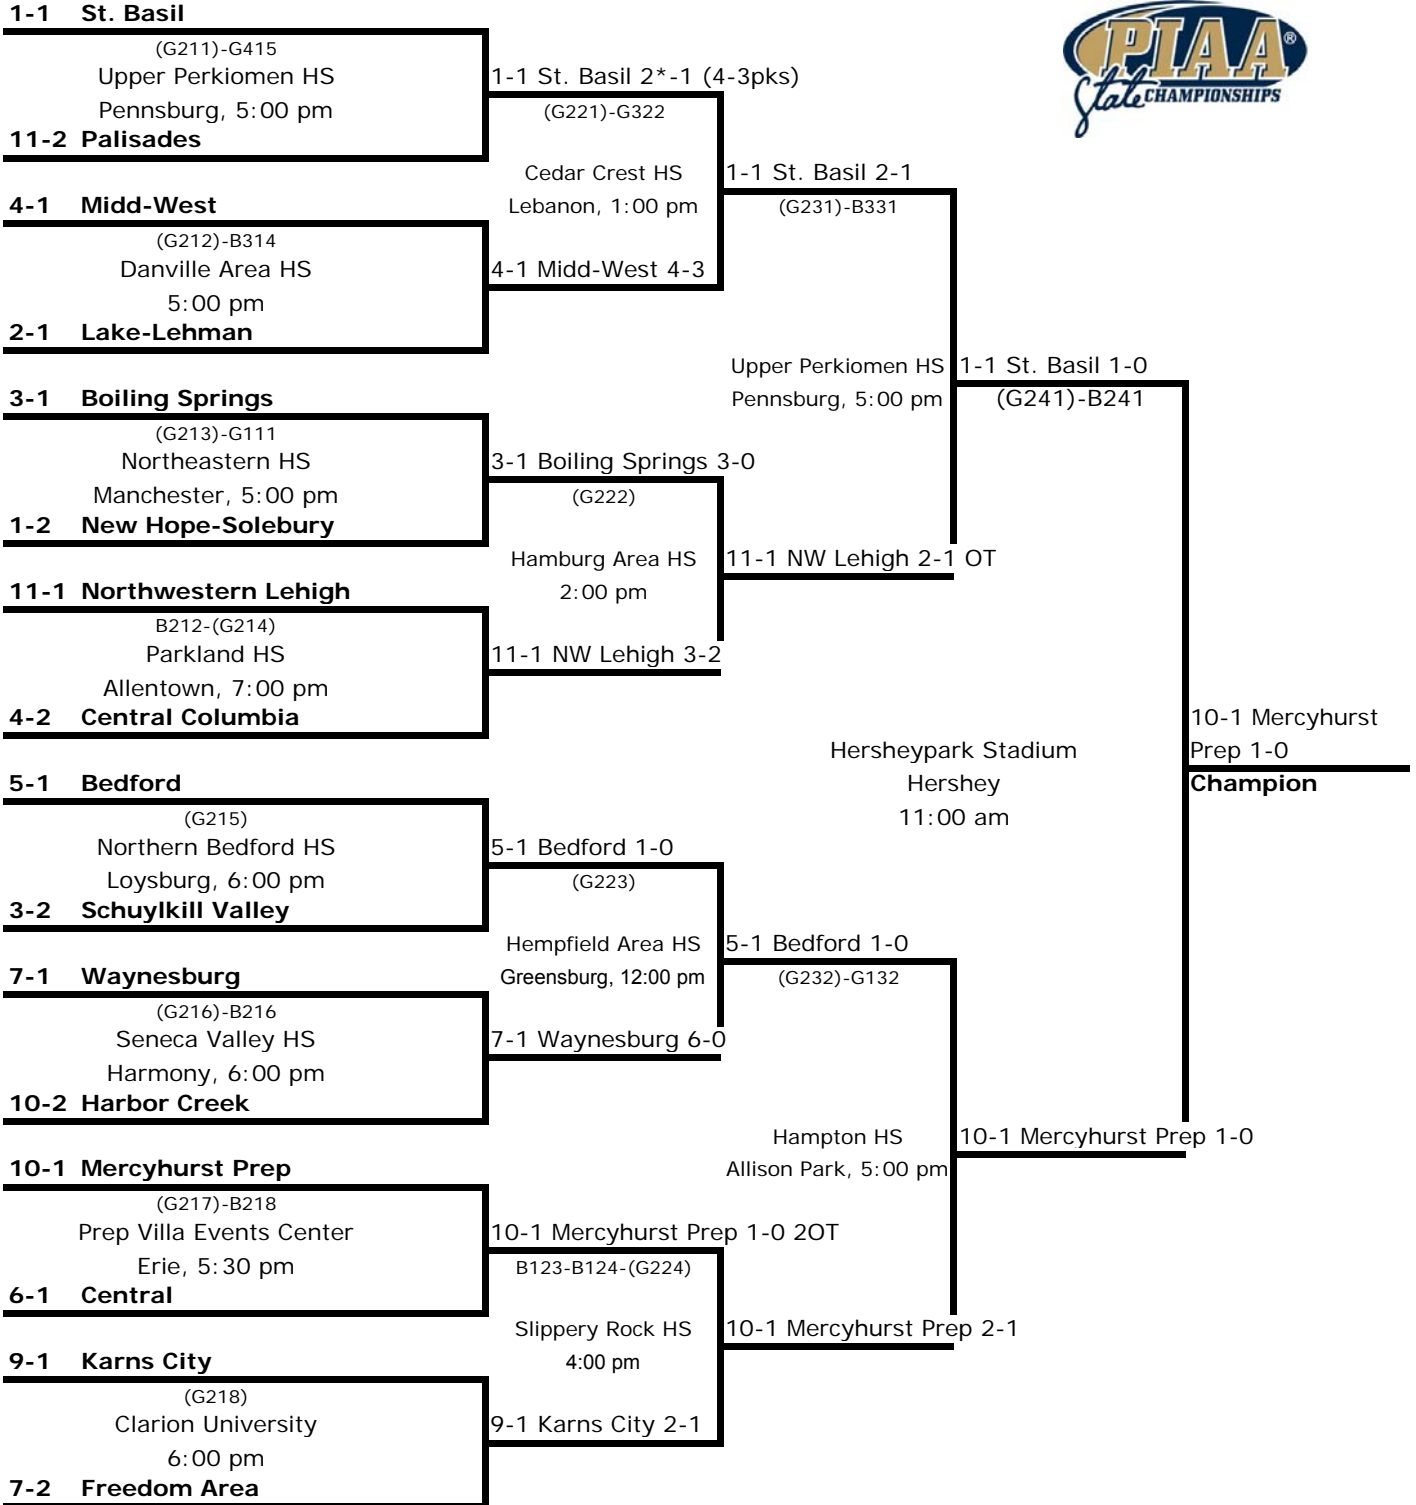 1-1 St. Basil
(G211)-G415
Upper Perkiomen HS
Pennsburg, 5:00 pm
11-2 Palisades
4-1 Midd-West
(G212)-B314
Danville Area HS
5:00 pm
2-1 Lake-Lehman
3-1 Boiling Springs
(G213)-G111
Northeastern HS
Manchester, 5:00 pm
1-2 New Hope-Solebury
11-1 Northwestern Lehigh
B212-(G214)
Parkland HS
Allentown, 7:00 pm
4-2 Central Columbia
5-1 Bedford
(G215)
Northern Bedford HS
Loysburg, 6:00 pm
3-2 Schuylkill Valley
7-1 Waynesburg
(G216)-B216
Seneca Valley HS
Harmony, 6:00 pm
10-2 Harbor Creek
10-1 Mercyhurst Prep
(G217)-B218
Prep Villa Events Center
Erie, 5:30 pm
6-1 Central
9-1 Karns City
(G218)
Clarion University
6:00 pm
7-2 Freedom Area
1-1 St. Basil 2*-1 (4-3pks)
(G221)-G322
Cedar Crest HS
Lebanon, 1:00 pm
4-1 Midd-West 4-3
3-1 Boiling Springs 3-0
(G222)
Hamburg Area HS
2:00 pm
11-1 NW Lehigh 3-2
5-1 Bedford 1-0
(G223)
Hempfield Area HS
Greensburg, 12:00 pm
7-1 Waynesburg 6-0
10-1 Mercyhurst Prep 1-0 2OT
B123-B124-(G224)
Slippery Rock HS
4:00 pm
9-1 Karns City 2-1
1-1 St. Basil 2-1
(G231)-B331
Upper Perkiomen HS
Pennsburg, 5:00 pm
11-1 NW Lehigh 2-1 OT
5-1 Bedford 1-0
(G232)-G132
Hampton HS
Allison Park, 5:00 pm
10-1 Mercyhurst Prep 2-1
1-1 St. Basil 1-0
(G241)-B241
Hersheypark Stadium
Hershey
11:00 am
10-1 Mercyhurst Prep 1-0
10-1 Mercyhurst
Prep 1-0
Champion
PIAA®
State CHAMPIONSHIPS